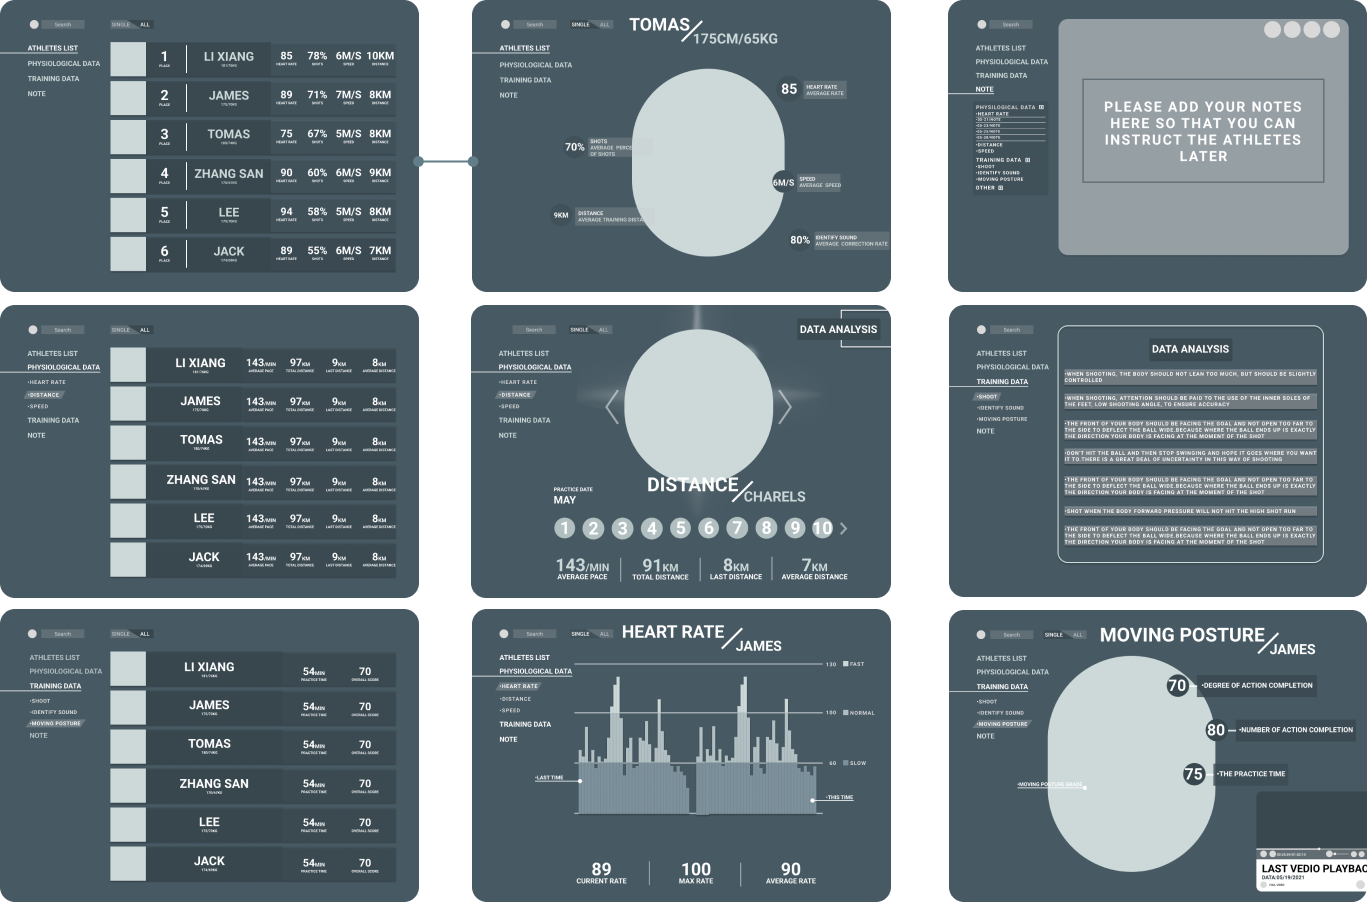 Search
SINGLE
ALL
ATHLETES LIST
PHYSIOLOGICAL DATA
TRAINING DATA
NOTE
1
PLACE
LI XIANG
181/70KG
85
HEART RATE
78%
SHOTS
6M/S
SPEED
10KM
DISTANCE
2
PLACE
JAMES
175/70KG
89
HEART RATE
71%
SHOTS
7M/S
SPEED
8KM
DISTANCE
3
PLACE
TOMAS
75
HEART RATE
67%
SHOTS
5M/S
SPEED
8KM
DISTANCE
4
PLACE
ZHANG SAN
90
HEART RATE
60%
SHOTS
6M/S
SPEED
9KM
DISTANCE
5
PLACE
LEE
175/70KG
94
HEART RATE
58%
SHOTS
5M/S
SPEED
8KM
DISTANCE
6
PLACE
JACK
89
HEART RATE
55%
SHOTS
6M/S
SPEED
7KM
DISTANCE
Search
SINGLE
ALL
TOMAS
175CM/65KG
ATHLETES LIST
PHYSIOLOGICAL DATA
TRAINING DATA
NOTE
85
HEART RATE
AVERAGE RATE
70%
SHOTS
AVERAGE PERCE
OF SHOTS
6M/S
SPEED
AVERAGE SPEED
9KM
DISTANCE
AVERAGE TRAINING DISTA
80%
IDENTIFY SOUND
AVERAGE CORRECTION RATE
Search
ATHLETES LIST
PHYSIOLOGICAL DATA
TRAINING DATA
NOTE
PHYSILOGICAL DATA
•HEART RATE
•DISTANCE
•SPEED
TRAINING DATA
•SHOOT
•IDENTIFY SOUND
•MOVING POSTURE
OTHER
PLEASE ADD YOUR NOTES
HERE SO THAT YOU CAN
INSTRUCT THE ATHLETES
LATER
Search
SINGLE
ALL
ATHLETES LIST
PHYSIOLOGICAL DATA
•HEART RATE
•DISTANCE
•SPEED
TRAINING DATA
NOTE
LI XIANG
181/70KG
143/MIN
AVERAGE PACE
97KM
TOTAL DISTANCE
9KM
LAST DISTANCE
8KM
AVERAGE DISTANCE
JAMES
175/70KG
143/MIN
AVERAGE PACE
97KM
TOTAL DISTANCE
9KM
LAST DISTANCE
8KM
AVERAGE DISTANCE
TOMAS
143/MIN
AVERAGE PACE
97KM
TOTAL DISTANCE
9KM
LAST DISTANCE
8KM
AVERAGE DISTANCE
ZHANG SAN
143/MIN
AVERAGE PACE
97KM
TOTAL DISTANCE
9KM
LAST DISTANCE
8KM
AVERAGE DISTANCE
LEE
175/70KG
143/MIN
AVERAGE PACE
97KM
TOTAL DISTANCE
9KM
LAST DISTANCE
8KM
AVERAGE DISTANCE
JACK
143/MIN
AVERAGE PACE
97KM
TOTAL DISTANCE
9KM
LAST DISTANCE
8KM
AVERAGE DISTANCE
Search
SINGLE
ALL
DATA ANALYSIS
ATHLETES LIST
PHYSIOLOGICAL DATA
•HEART RATE
•DISTANCE
•SPEED
TRAINING DATA
NOTE
DISTANCE
CHARELS
PRACTICE DATE
MAY
1 2 3 4 5 6 7 8 9 10
143/MIN
AVERAGE PACE
91KM
TOTAL DISTANCE
8KM
LAST DISTANCE
7KM
AVERAGE DISTANCE
Search
ATHLETES LIST
PHYSIOLOGICAL DATA
TRAINING DATA
•SHOOT
•IDENTIFY SOUND
•MOVING POSTURE
NOTE
DATA ANALYSIS
•WHEN SHOOTING, THE BODY SHOULD NOT LEAN TOO MUCH, BUT SHOULD BE SLIGHTLY
CONTROLLED
•WHEN SHOOTING, ATTENTION SHOULD BE PAID TO THE USE OF THE INNER SOLES OF
THE FEET, LOW SHOOTING ANGLE, TO ENSURE ACCURACY
•THE FRONT OF YOUR BODY SHOULD BE FACING THE GOAL AND NOT OPEN TOO FAR TO
THE SIDE TO DEFLECT THE BALL WIDE.BECAUSE WHERE THE BALL ENDS UP IS EXACTLY
THE DIRECTION YOUR BODY IS FACING AT THE MOMENT OF THE SHOT
•DON'T HIT THE BALL AND THEN STOP SWINGING AND HOPE IT GOES WHERE YOU WANT
IT TO THERE IS A GREAT DEAL OF UNCERTAINTY IN THIS WAY OF SHOOTING
•THE FRONT OF YOUR BODY SHOULD BE FACING THE GOAL AND NOT OPEN TOO FAR TO
THE SIDE TO DEFLECT THE BALL WIDE.BECAUSE WHERE THE BALL ENDS UP IS EXACTLY
THE DIRECTION YOUR BODY IS FACING AT THE MOMENT OF THE SHOT
•SHOT WHEN THE BODY FORWARD PRESSURE WILL NOT HIT THE HIGH SHOT RUN
•THE FRONT OF YOUR BODY SHOULD BE FACING THE GOAL AND NOT OPEN TOO FAR TO
THE SIDE TO DEFLECT THE BALL WIDE.BECAUSE WHERE THE BALL ENDS UP IS EXACTLY
THE DIRECTION YOUR BODY IS FACING AT THE MOMENT OF THE SHOT
Search
SINGLE
ALL
ATHLETES LIST
PHYSIOLOGICAL DATA
TRAINING DATA
•SHOOT
•IDENTIFY SOUND
•MOVING POSTURE
NOTE
LI XIANG
181/70KG
54MIN
PRACTICE TIME
70
OVERALL SCORE
JAMES
175/70KG
54MIN
PRACTICE TIME
70
OVERALL SCORE
TOMAS
54MIN
PRACTICE TIME
70
OVERALL SCORE
ZHANG SAN
54MIN
PRACTICE TIME
70
OVERALL SCORE
LEE
175/70KG
54MIN
PRACTICE TIME
70
OVERALL SCORE
JACK
54MIN
PRACTICE TIME
70
OVERALL SCORE
Search
SINGLE
ALL
HEART RATE
JAMES
ATHLETES LIST
PHYSIOLOGICAL DATA
•HEART RATE
•DISTANCE
•SPEED
TRAINING DATA
NOTE
130
FAST
100
NORMAL
60
SLOW
•LAST TIME
•THIS TIME
89
CURRENT RATE
100
MAX RATE
90
AVERAGE RATE
Search
SINGLE
ALL
MOVING POSTURE
JAMES
ATHLETES LIST
PHYSIOLOGICAL DATA
TRAINING DATA
•SHOOT
•IDENTIFY SOUND
•MOVING POSTURE
NOTE
70
•DEGREE OF ACTION COMPLETION
80
•NUMBER OF ACTION COMPLETION
75
•THE PRACTICE TIME
•MOVING POSTURE GRADE
LAST VEDIO PLAYBAC
DATA:05/19/2021